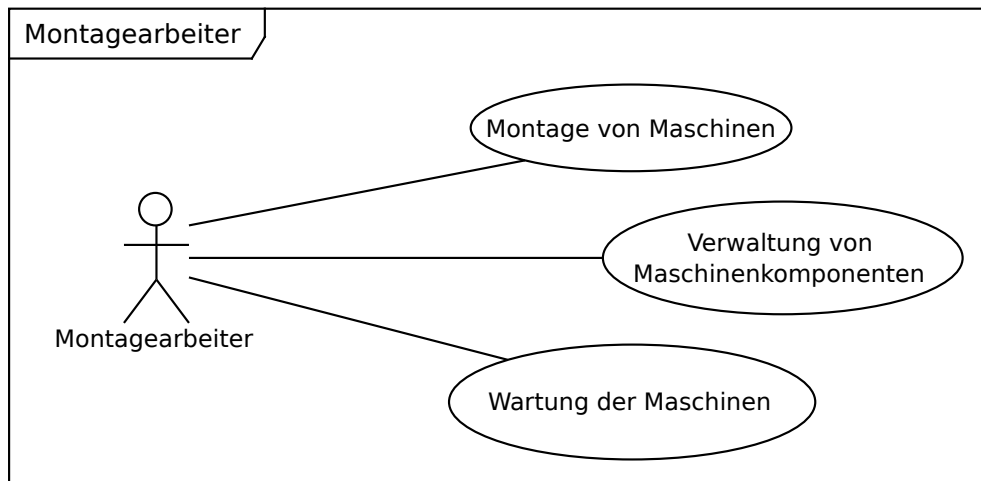 Montagearbeiter
Montage von Maschinen
Verwaltung von
Maschinenkomponenten
Montagearbeiter
Wartung der Maschinen